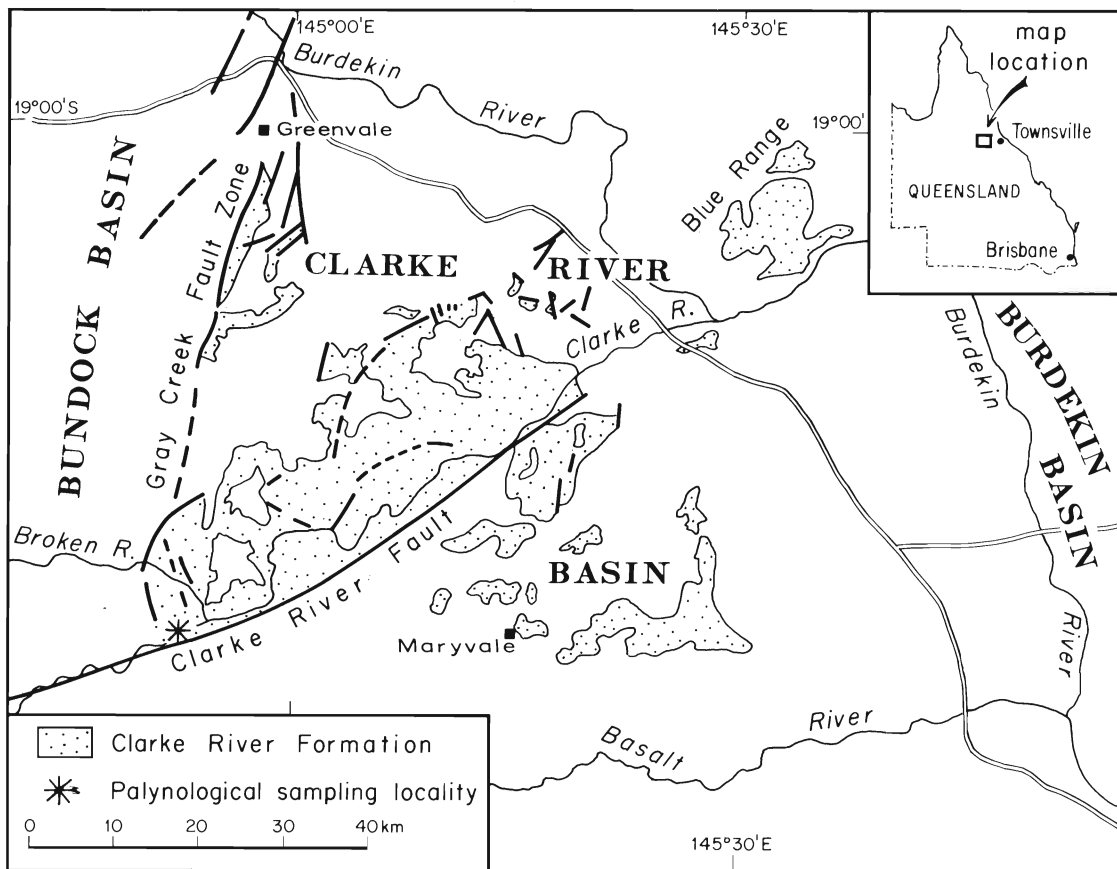 145°00'E
145°30'E
Burdekin
River
19°00'S
Greenvale
19°00'
map
location
Townsville
QUEENSLAND
Brisbane
Blue Range
BUNDOCK BASIN
Gray Creek Fault Zone
CLARKE
RIVER
BASIN
Clarke R.
BURDEKIN
BASIN
Burdekin
River
Broken R.
Clarke River Fault
Maryvale
Basalt River
Clarke River Formation
Palynological sampling locality
0 10 20 30 40 km
145°30'E